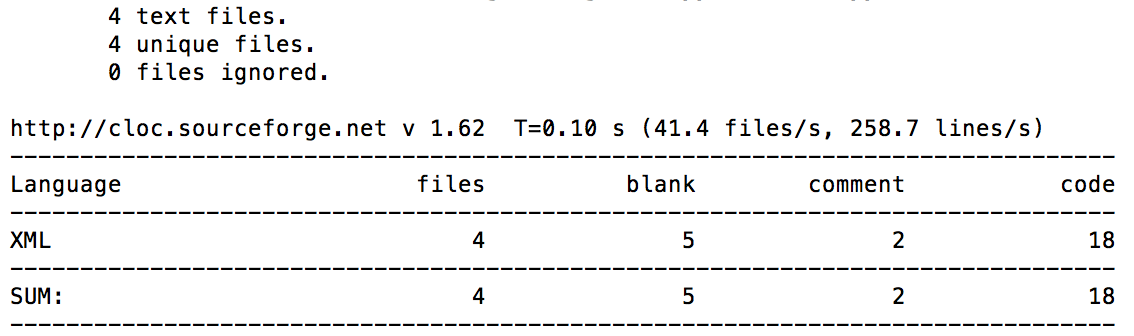 4 text files.
4 unique files.
0 files ignored.
http://cloc.sourceforge.net v 1.62  T=0.10 s (41.4 files/s, 258.7 lines/s)
-------------------------------------------------------------------------------
Language                     files          blank        comment           code
-------------------------------------------------------------------------------
XML                              4              5              2             18
-------------------------------------------------------------------------------
SUM:                             4              5              2             18
-------------------------------------------------------------------------------